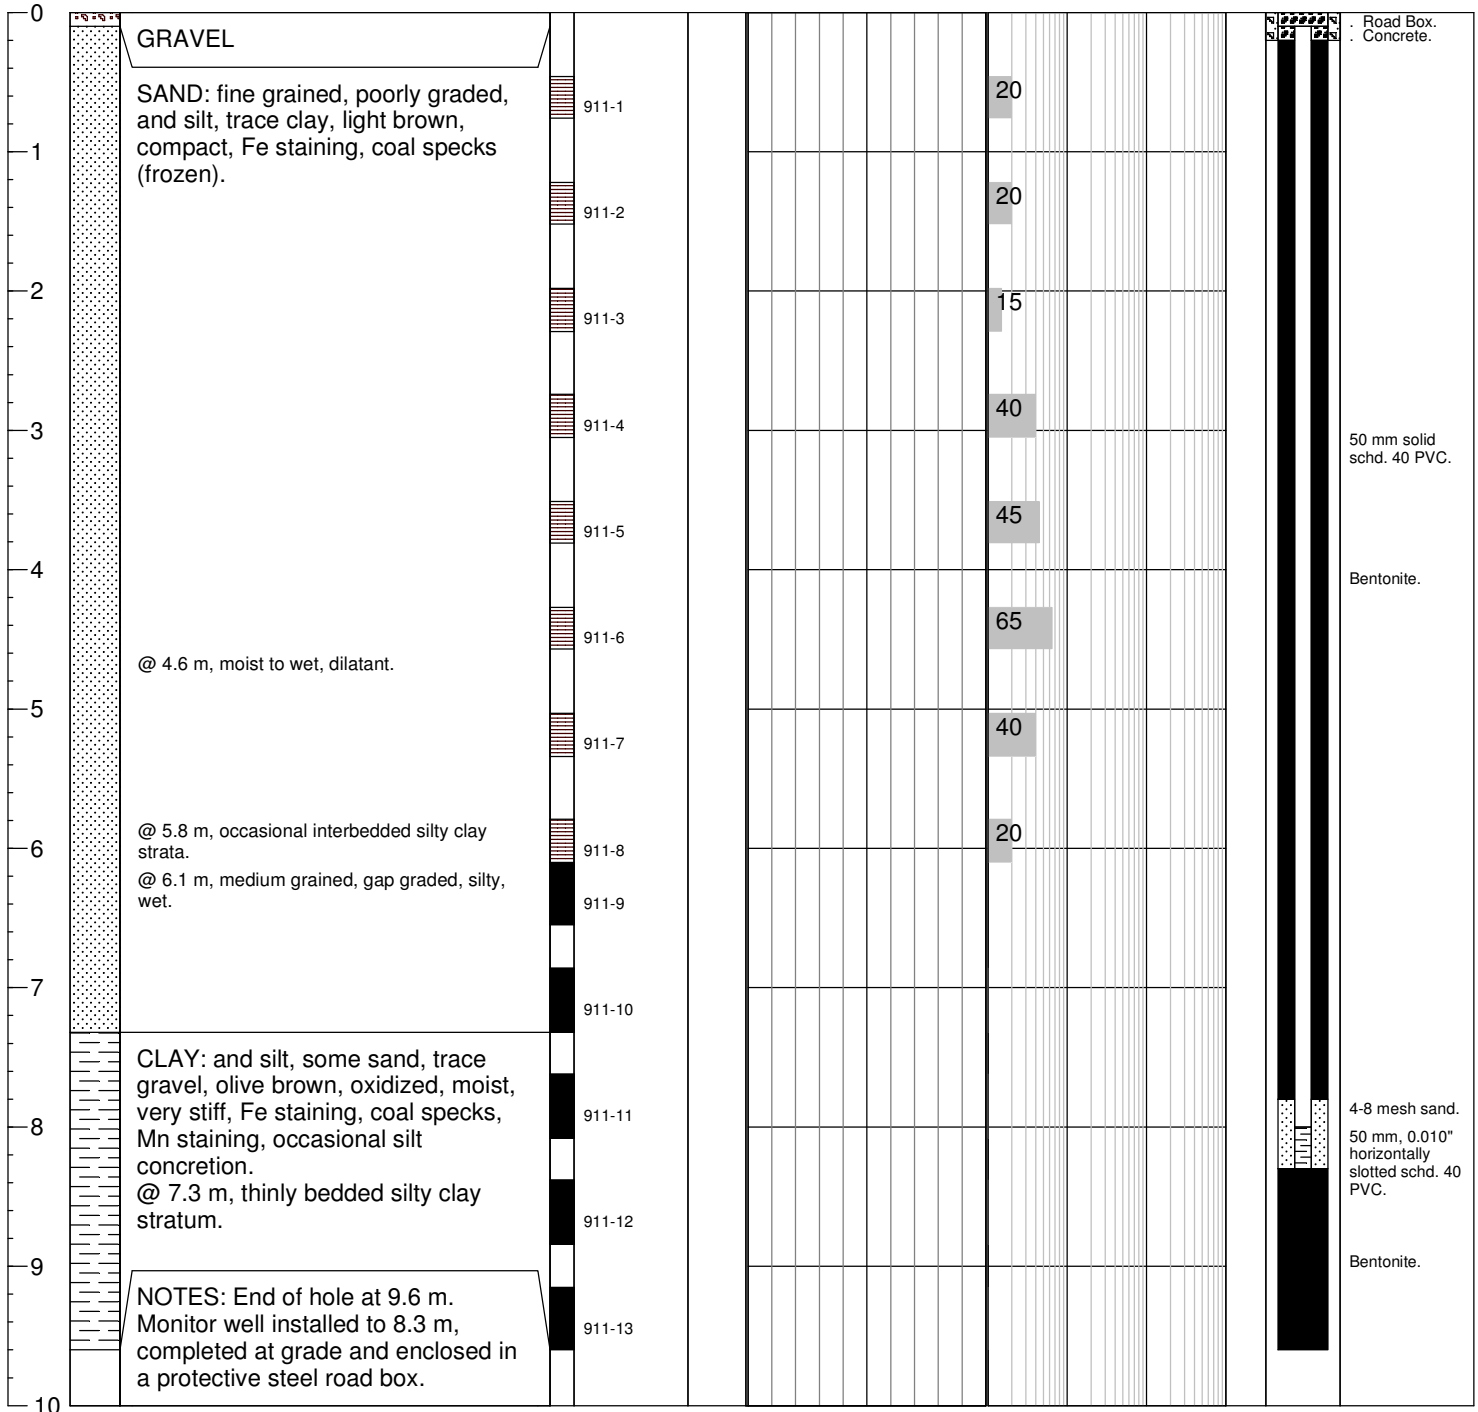 0
GRAVEL
. Road Box.
. Concrete.
SAND: fine grained, poorly graded,
and silt, trace clay, light brown,
compact, Fe staining, coal specks
(frozen).
911-1
20
1
911-2
20
2
911-3
15
911-4
40
3
50 mm solid
schd. 40 PVC.
911-5
45
4
Bentonite.
911-6
65
@ 4.6 m, moist to wet, dilatant.
5
911-7
40
@ 5.8 m, occasional interbedded silty clay
strata.
911-8
20
6
@ 6.1 m, medium grained, gap graded, silty,
wet.
911-9
7
911-10
CLAY: and silt, some sand, trace
gravel, olive brown, oxidized, moist,
very stiff, Fe staining, coal specks,
Mn staining, occasional silt
concretion.
@ 7.3 m, thinly bedded silty clay
stratum.
911-11
8
4-8 mesh sand.
50 mm, 0.010"
horizontally
slotted schd. 40
PVC.
911-12
9
Bentonite.
NOTES: End of hole at 9.6 m.
Monitor well installed to 8.3 m,
completed at grade and enclosed in
a protective steel road box.
911-13
10